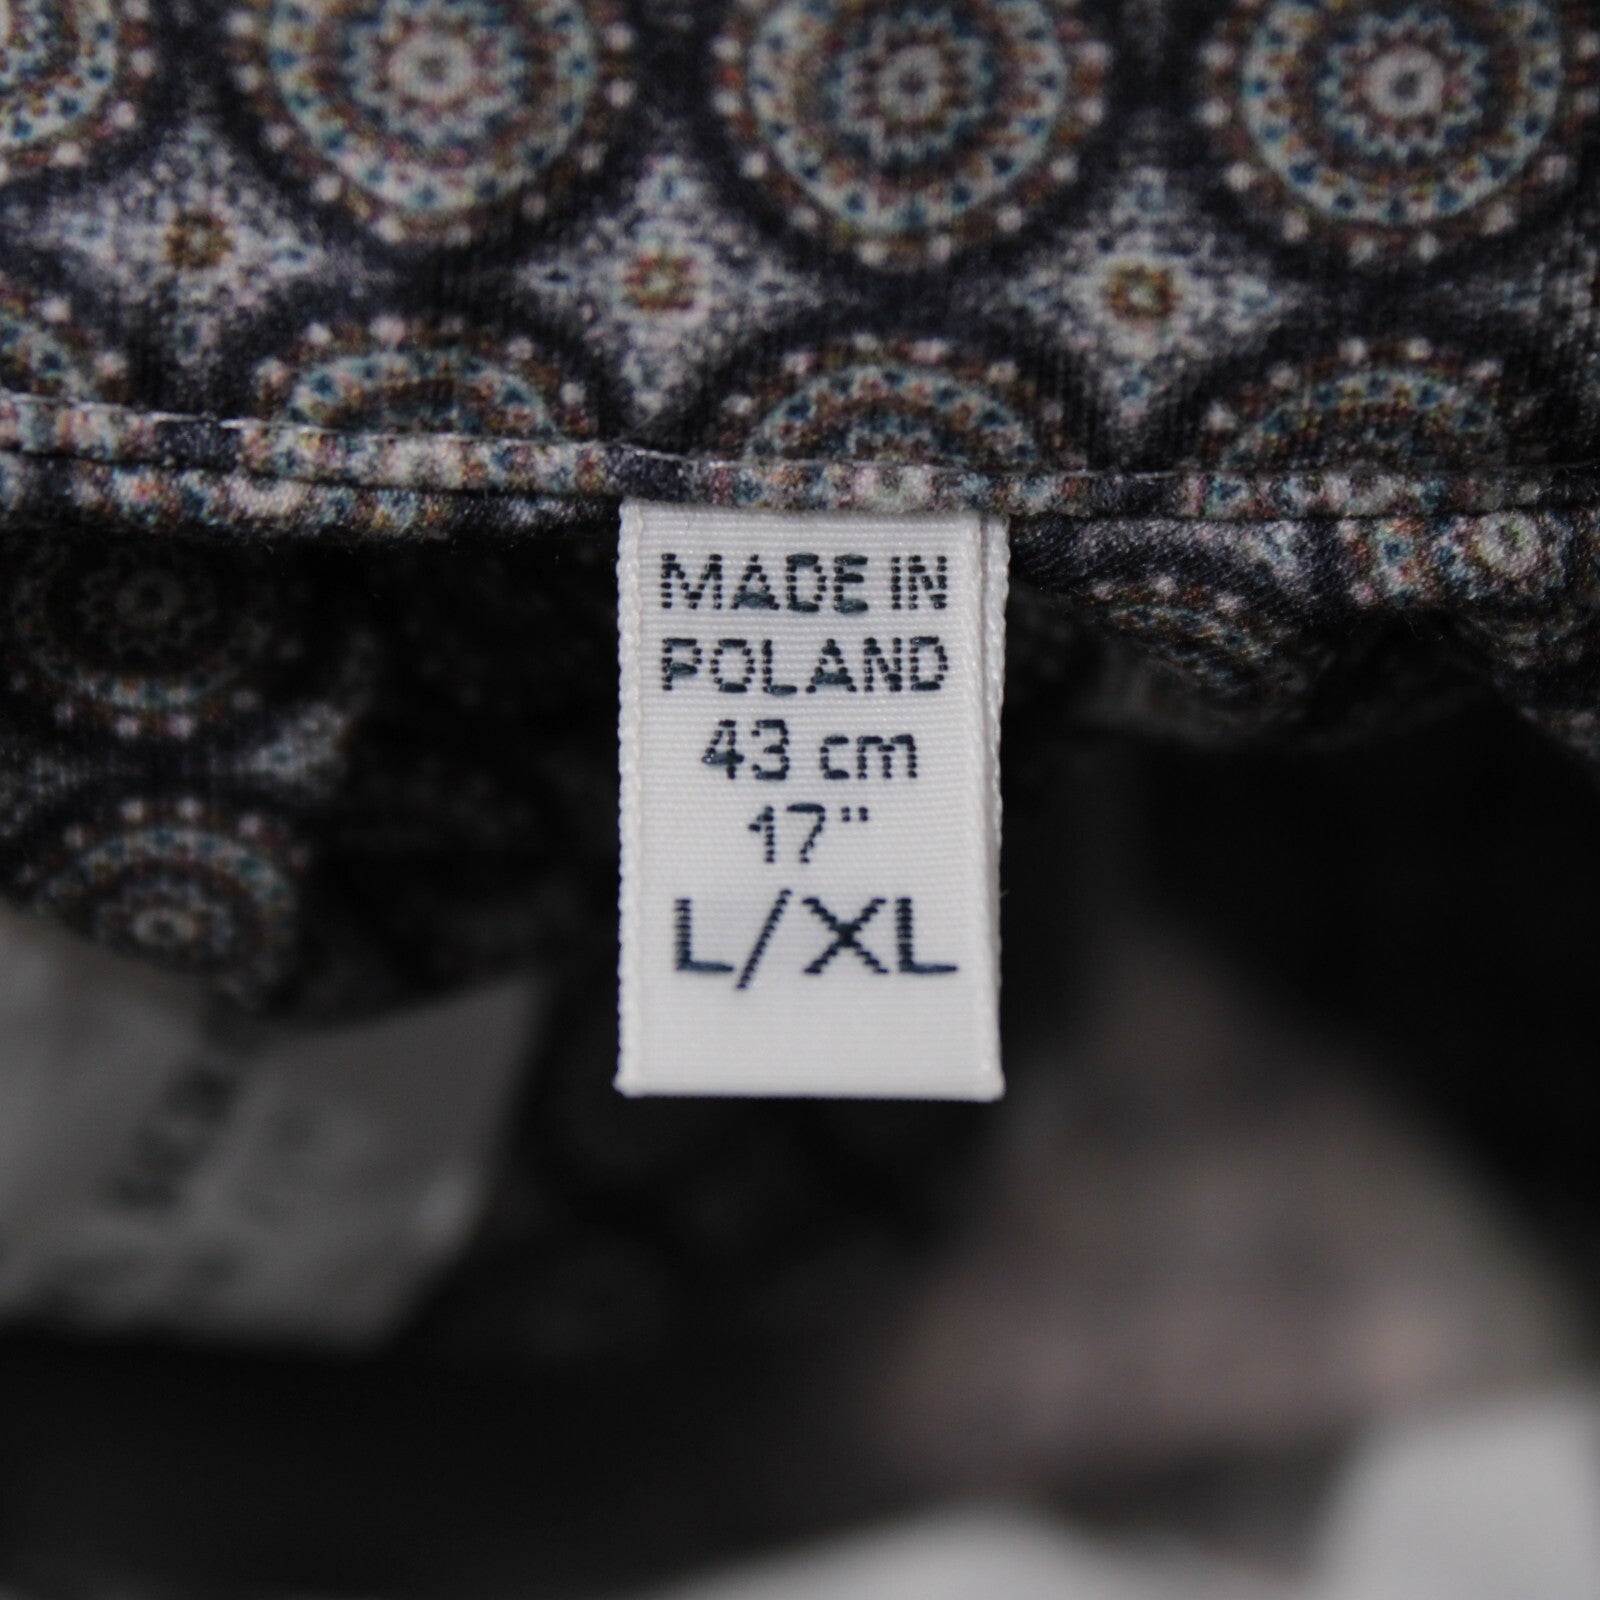 MADE IN
POLAND
43 cm
17"
L/XL